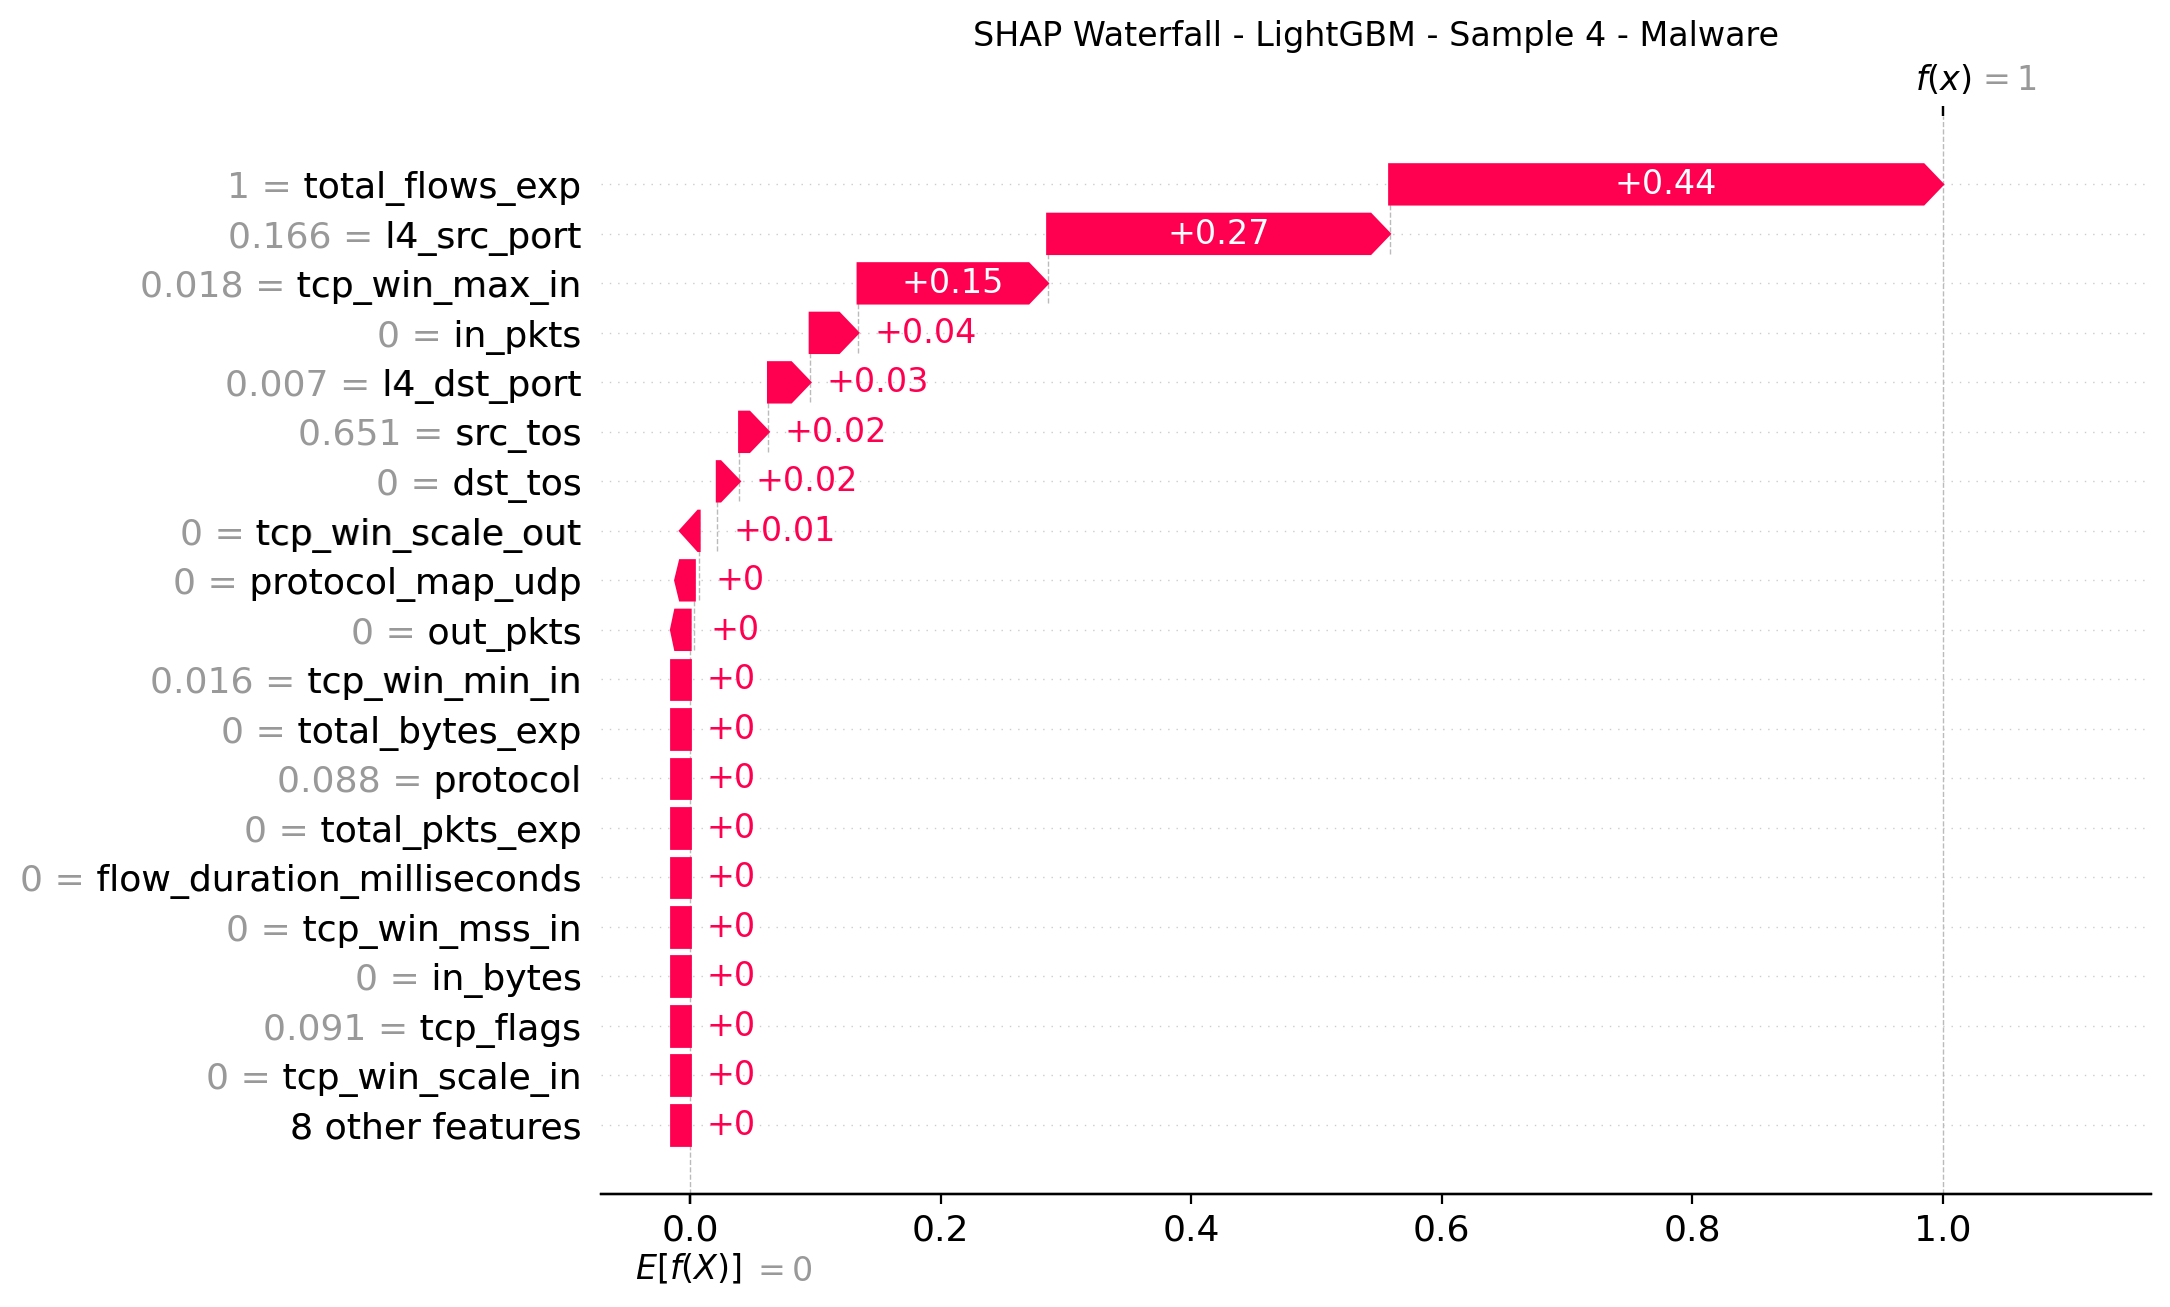 SHAP Waterfall - LightGBM - Sample 4 - Malware
f(x) = 1
1 = total_flows_exp +0.44
0.166 = l4_src_port +0.27
0.018 = tcp_win_max_in +0.15
0 = in_pkts +0.04
0.007 = l4_dst_port +0.03
0.651 = src_tos +0.02
0 = dst_tos +0.02
0 = tcp_win_scale_out +0.01
0 = protocol_map_udp +0
0 = out_pkts +0
0.016 = tcp_win_min_in +0
0 = total_bytes_exp +0
0.088 = protocol +0
0 = total_pkts_exp +0
0 = flow_duration_milliseconds +0
0 = tcp_win_mss_in +0
0 = in_bytes +0
0.091 = tcp_flags +0
0 = tcp_win_scale_in +0
8 other features +0
0.0 0.2 0.4 0.6 0.8 1.0
E[f(X)] = 0